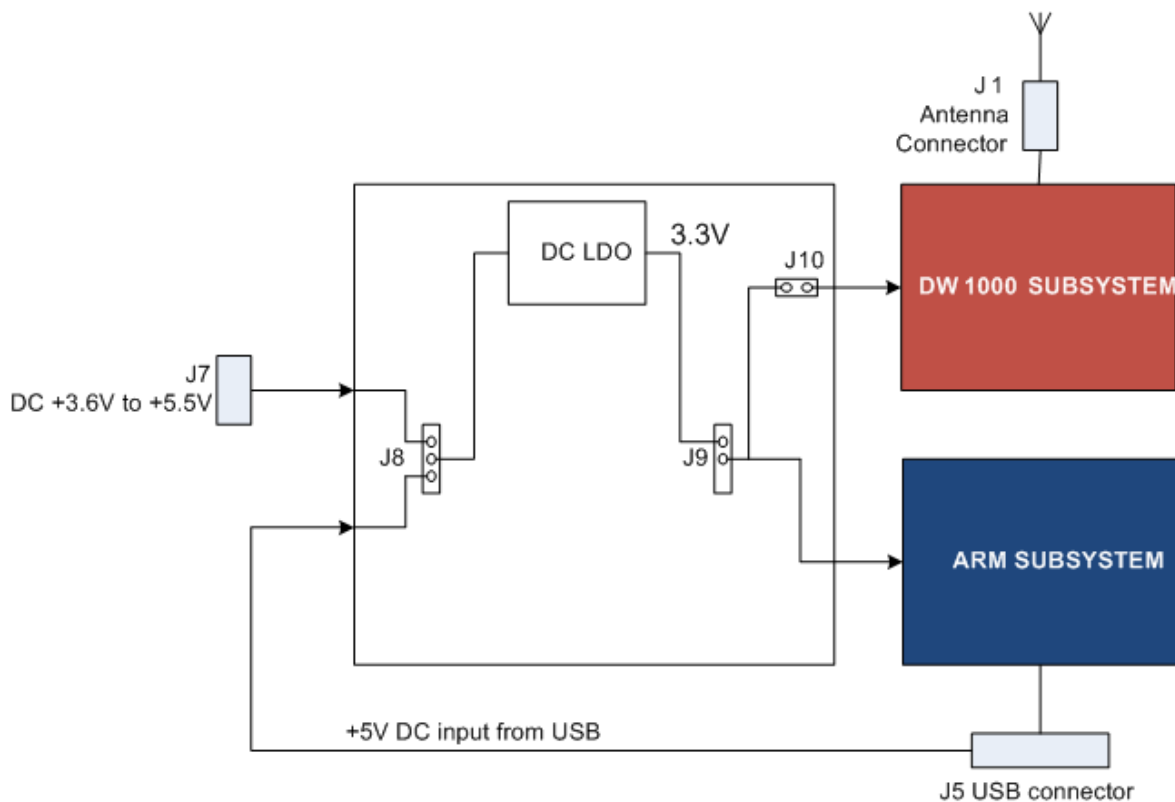 J 1
Antenna
Connector
DC LDO
3.3V
J10
DW 1000 SUBSYSTEM
J7
DC +3.6V to +5.5V
J8
J9
ARM SUBSYSTEM
+5V DC input from USB
J5 USB connector